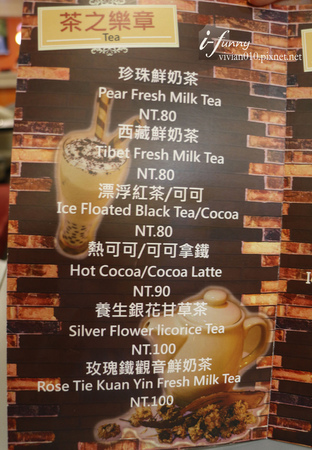 茶之樂章
Tea
i-funny
vivian010.pixnet.net
珍珠鮮奶茶
Pear Fresh Milk Tea
NT.80
西藏鮮奶茶
Tibet Fresh Milk Tea
NT.80
漂浮紅茶/可可
Ice Floated Black Tea/Cocoa
NT.80
熱可可/可可拿鐵
Hot Cocoa/Cocoa Latte
NT.90
養生銀花甘草茶
Silver Flower licorice Tea
NT.100
玫瑰鐵觀音鮮奶茶
Rose Tie Kuan Yin Fresh Milk Tea
NT.100